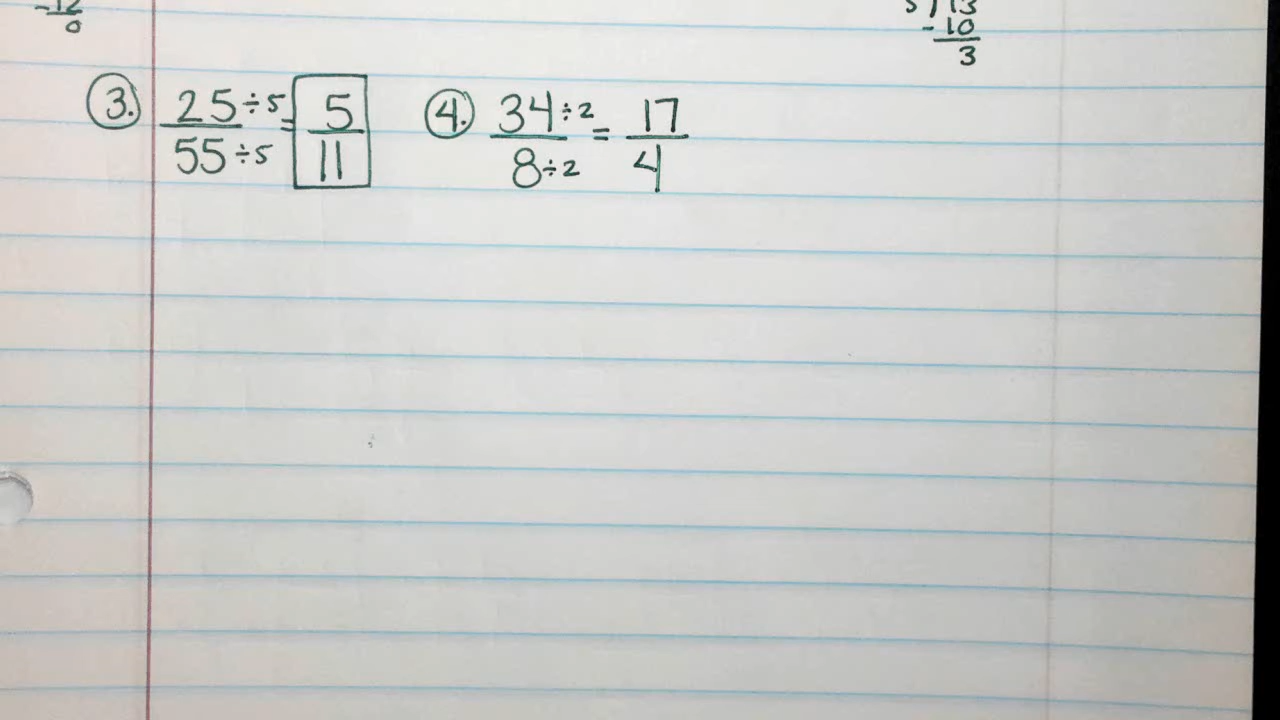 -12
0
5)13
-10
3
3. 25÷5 / 55÷5 = 5/11
4. 34÷2 / 8÷2 = 17/4